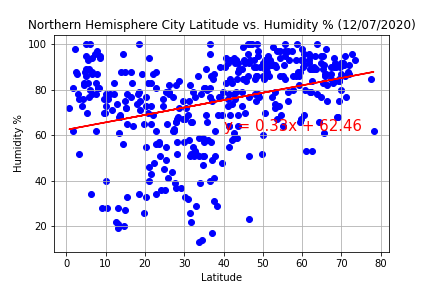 Northern Hemisphere City Latitude vs. Humidity % (12/07/2020)
100
80
60
40
20
Humidity %
y = 0.33x + 62.46
0 10 20 30 40 50 60 70 80
Latitude